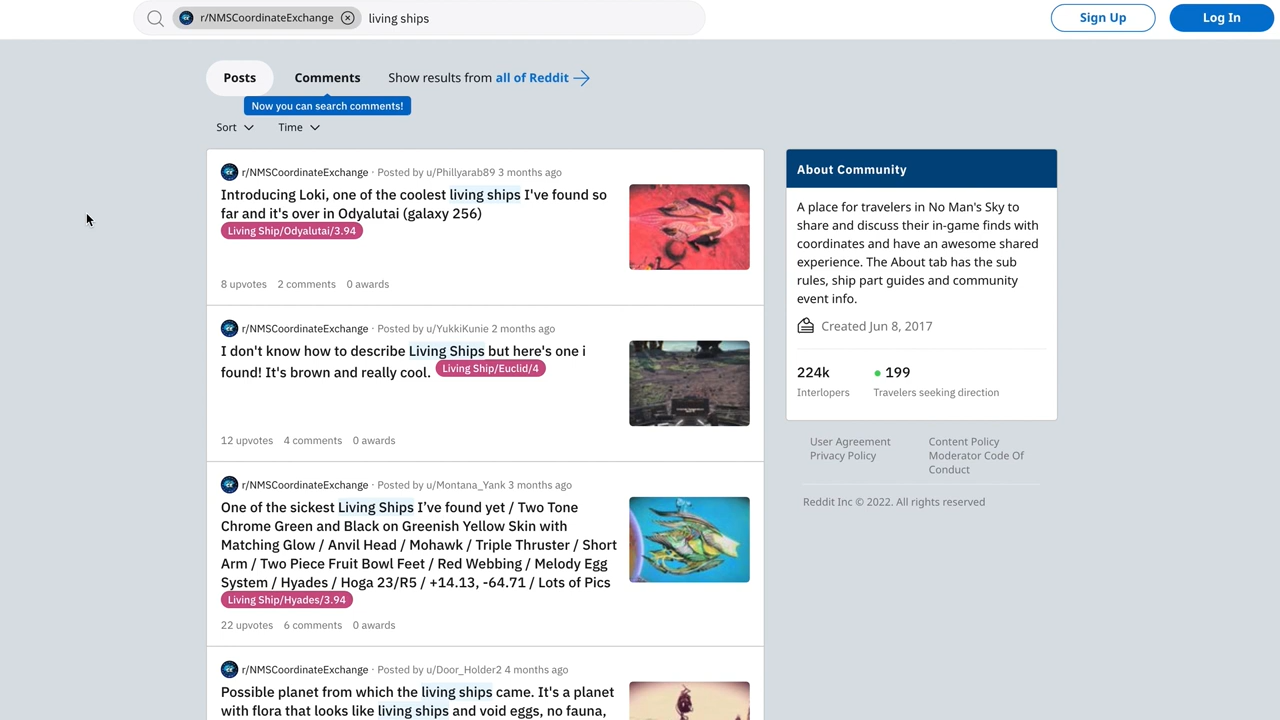 r/NMSCoordinateExchange living ships
Sign Up
Log In
Posts
Comments
Show results from all of Reddit
Now you can search comments!
Sort
Time
r/NMSCoordinateExchange · Posted by u/Phillyarab89 3 months ago
Introducing Loki, one of the coolest living ships I've found so
far and it's over in Odyalutai (galaxy 256)
Living Ship/Odyalutai/3.94
8 upvotes 2 comments 0 awards
r/NMSCoordinateExchange · Posted by u/YukkiKunie 2 months ago
I don't know how to describe Living Ships but here's one i
found! It's brown and really cool. Living Ship/Euclid/4
12 upvotes 4 comments 0 awards
r/NMSCoordinateExchange · Posted by u/Montana_Yank 3 months ago
One of the sickest Living Ships I’ve found yet / Two Tone
Chrome Green and Black on Greenish Yellow Skin with
Matching Glow / Anvil Head / Mohawk / Triple Thruster / Short
Arm / Two Piece Fruit Bowl Feet / Red Webbing / Melody Egg
System / Hyades / Hoga 23/R5 / +14.13, -64.71 / Lots of Pics
Living Ship/Hyades/3.94
22 upvotes 6 comments 0 awards
r/NMSCoordinateExchange · Posted by u/Door_Holder2 4 months ago
Possible planet from which the living ships came. It's a planet
with flora that looks like living ships and void eggs, no fauna,
About Community
A place for travelers in No Man's Sky to
share and discuss their in-game finds with
coordinates and have an awesome shared
experience. The About tab has the sub
rules, ship part guides and community
event info.
Created Jun 8, 2017
224k 199
Interlopers Travelers seeking direction
User Agreement Content Policy
Privacy Policy Moderator Code Of
Conduct
Reddit Inc © 2022. All rights reserved